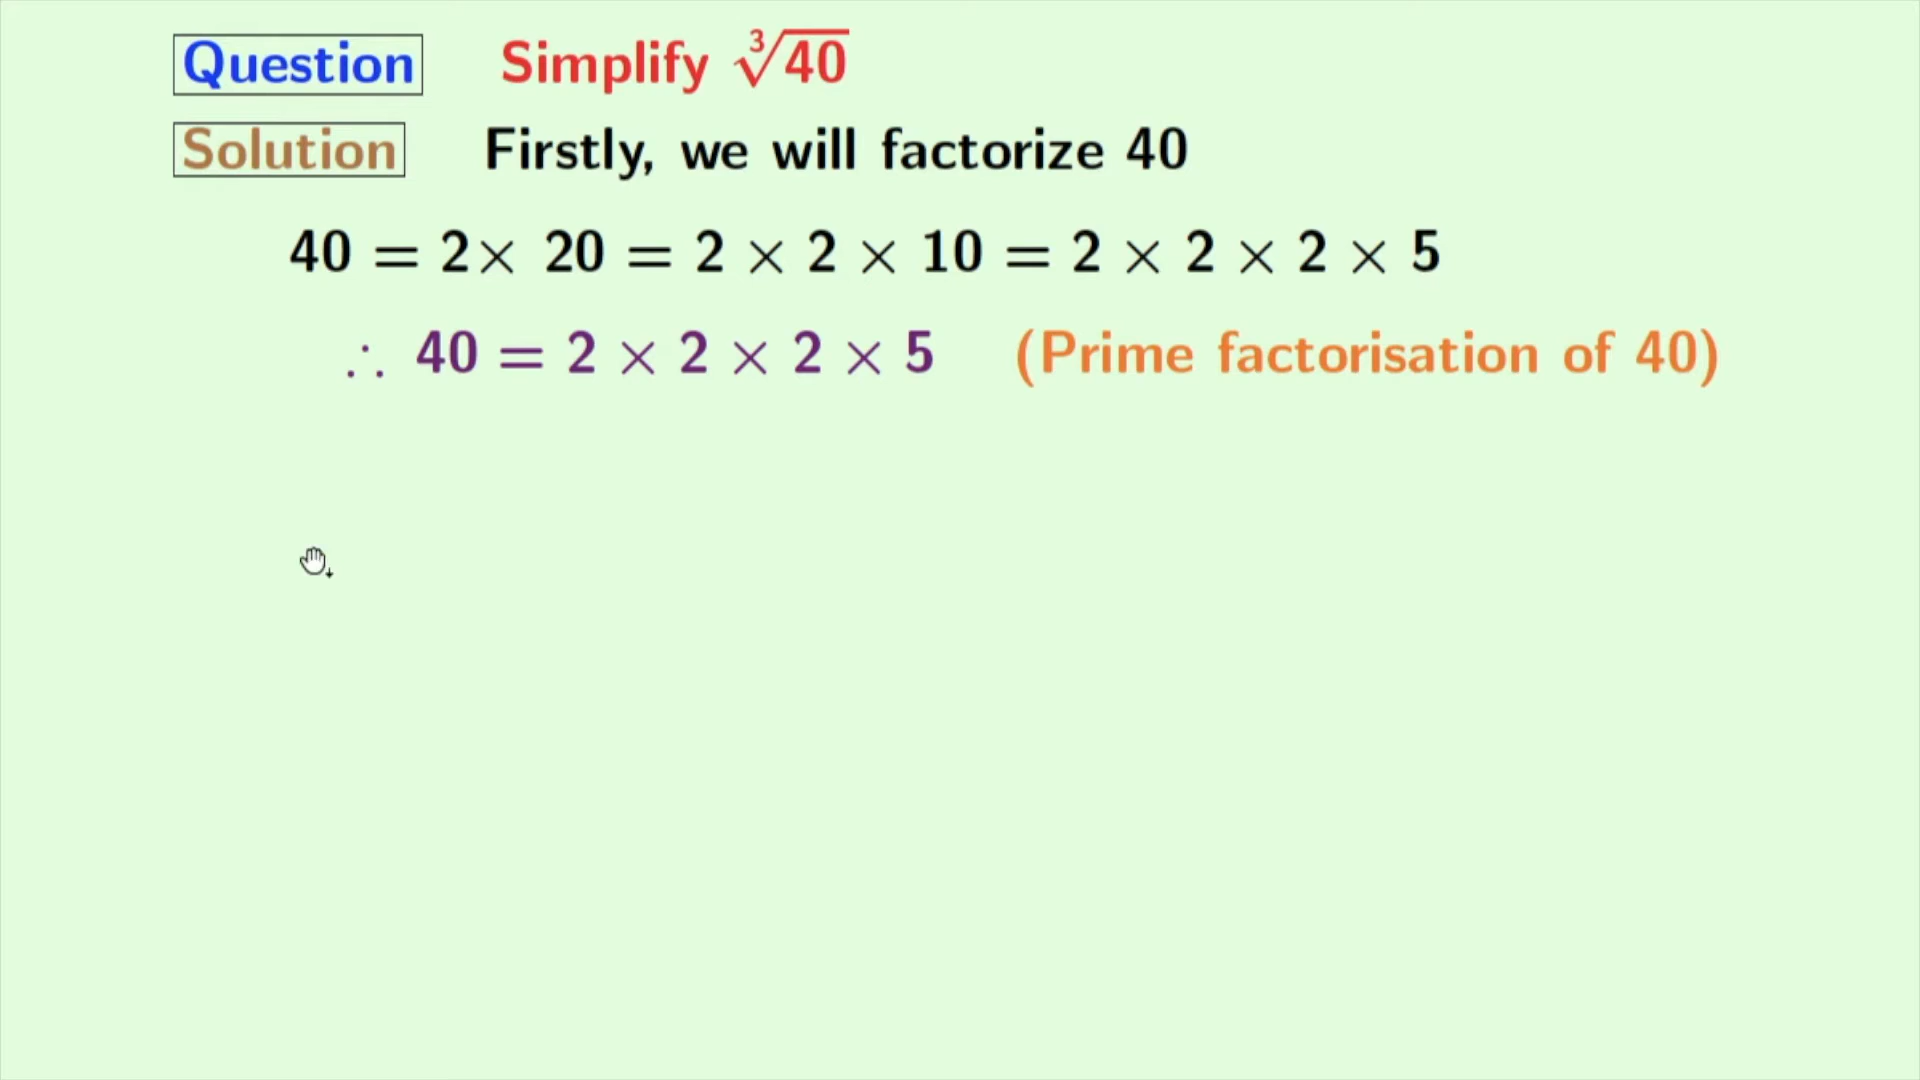 Question Simplify ∛40
Solution Firstly, we will factorize 40
40 = 2× 20 = 2 × 2 × 10 = 2 × 2 × 2 × 5
∴ 40 = 2 × 2 × 2 × 5 (Prime factorisation of 40)